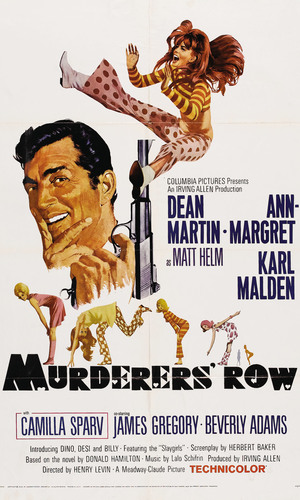 COLUMBIA PICTURES Presents
An IRVING ALLEN Production
DEAN ANN-
MARTIN · MARGRET
as MATT HELM
KARL
MALDEN
MURDERERS' ROW
with co-starring
CAMILLA SPARV JAMES GREGORY · BEVERLY ADAMS
Introducing DINO, DESI and BILLY · Featuring the "Slaygirls" · Screenplay by HERBERT BAKER
Based on the novel by DONALD HAMILTON · Music by Lalo Schifrin · Produced by IRVING ALLEN
Directed by HENRY LEVIN · A Meadway-Claude Picture TECHNICOLOR®